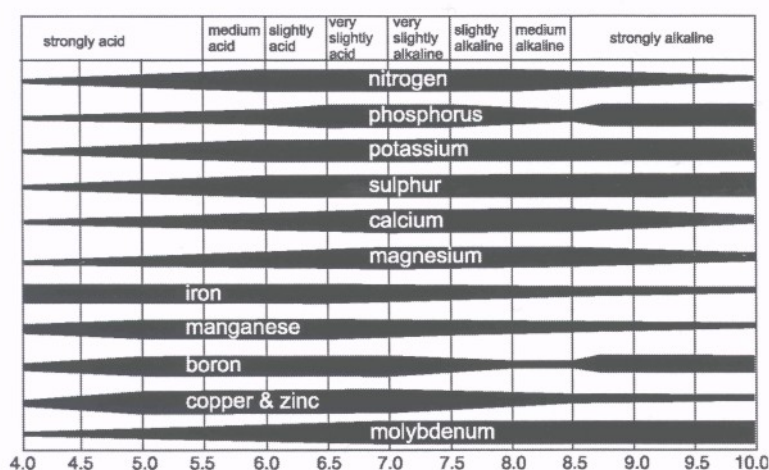 strongly acid
medium
acid
slightly
acid
very
slightly
acid
very
slightly
alkaline
slightly
alkaline
medium
alkaline
strongly alkaline
nitrogen
phosphorus
potassium
sulphur
calcium
magnesium
iron
manganese
boron
copper & zinc
molybdenum
4.0 4.5 5.0 5.5 6.0 6.5 7.0 7.5 8.0 8.5 9.0 9.5 10.0